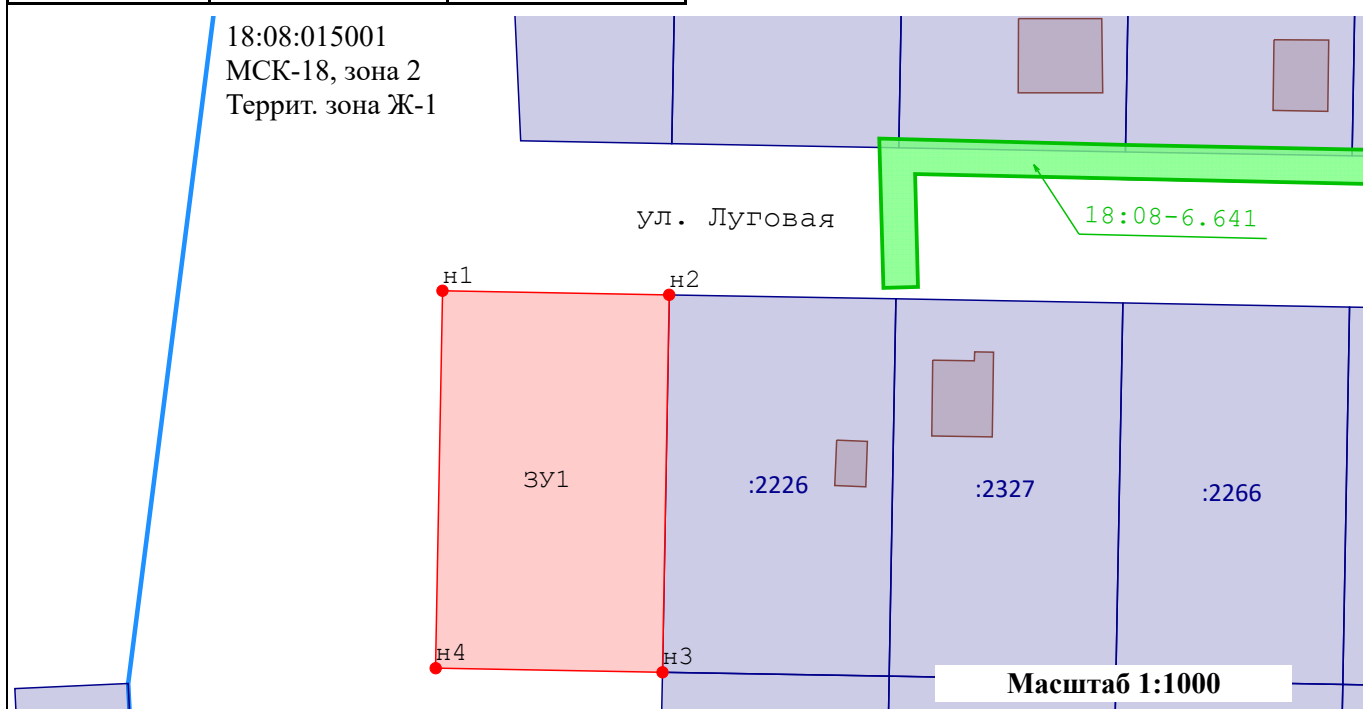 18:08:015001
МСК-18, зона 2
Террит. зона Ж-1
ул. Луговая
18:08-6.641
н1
н2
ЗУ1
:2226
:2327
:2266
н4
н3
Масштаб 1:1000